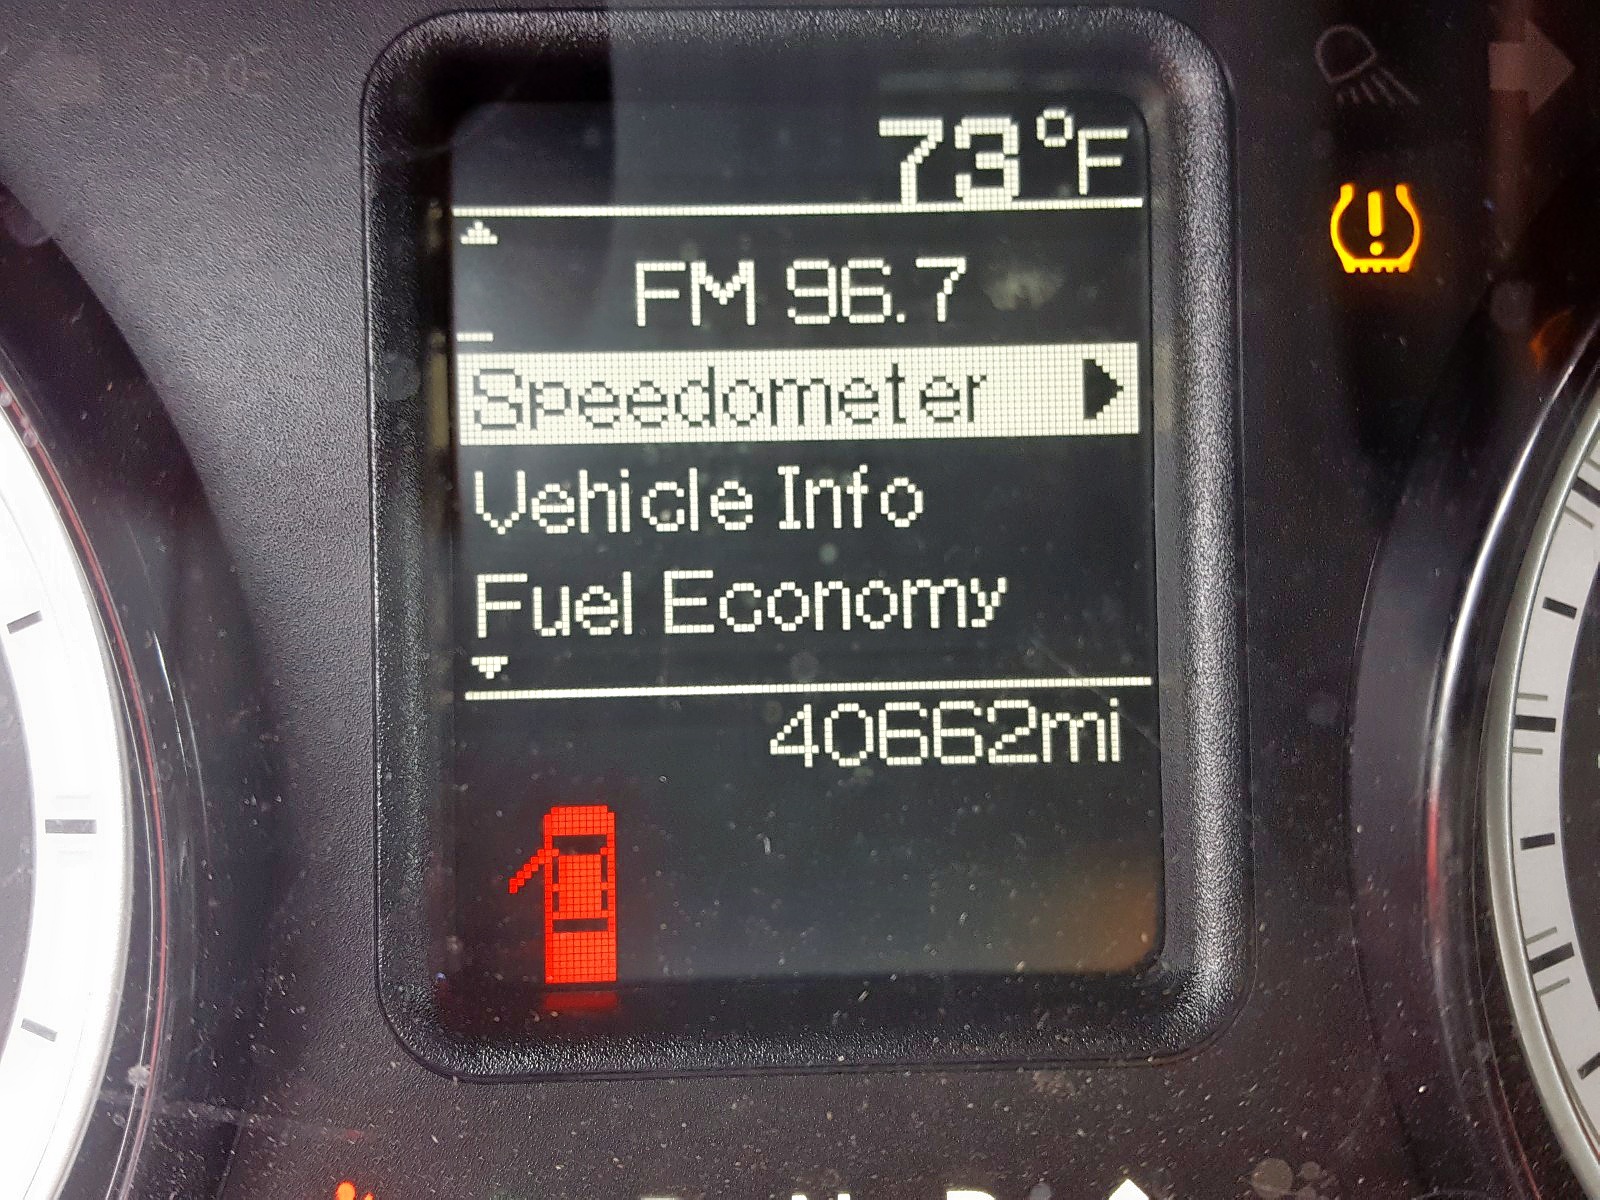 73°F
FM 96.7
Speedometer
Vehicle Info
Fuel Economy
40662mi